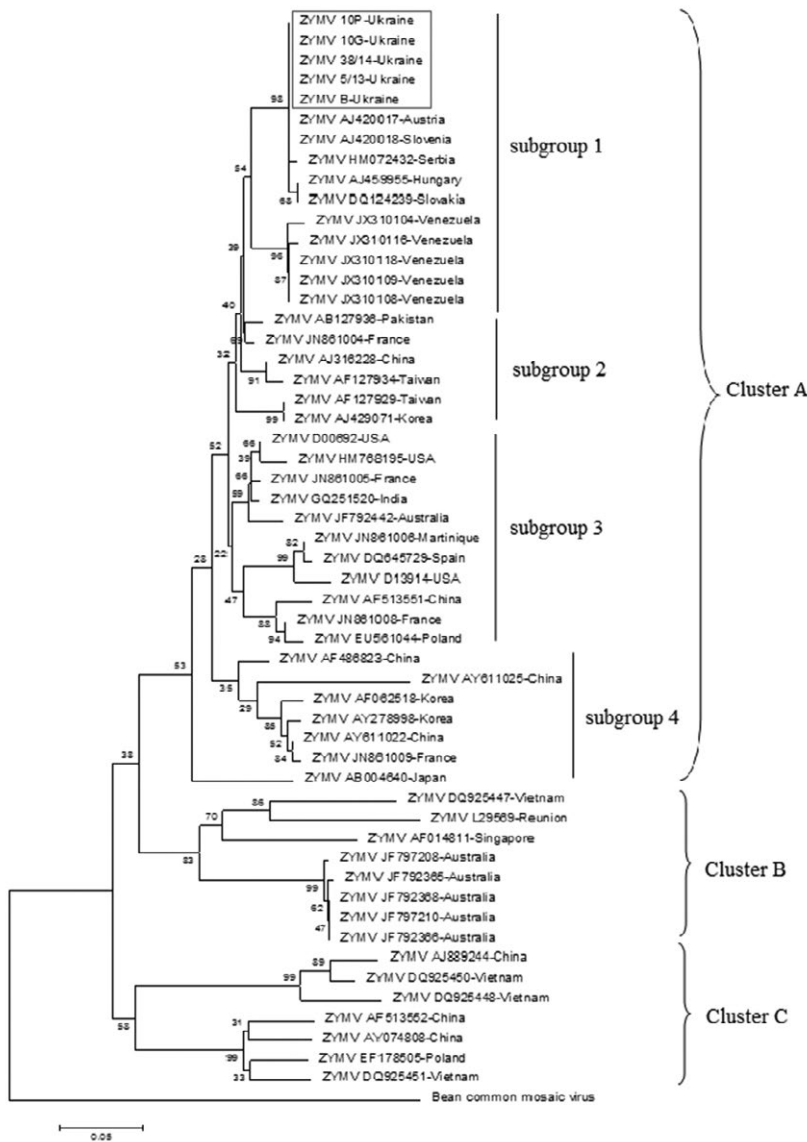 ZYMV 10P-Ukraine
ZYMV 10G-Ukraine
ZYMV 38/14-Ukraine
ZYMV 5/13-Ukraine
ZYMV B-Ukraine
98
ZYMV AJ420017-Austria
ZYMV AJ420018-Slovenia
subgroup 1
ZYMV HM072432-Serbia
54
ZYMV AJ459955-Hungary
68
ZYMV DQ124239-Slovakia
ZYMV JX310104-Venezuela
ZYMV JX310116-Venezuela
39
96
ZYMV JX310118-Venezuela
87
ZYMV JX310109-Venezuela
ZYMV JX310108-Venezuela
40
ZYMV AB127936-Pakistan
ZYMV JN861004-France
32
ZYMV AJ316228-China
subgroup 2
91
ZYMV AF127934-Taiwan
Cluster A
ZYMV AF127929-Taiwan
99
ZYMV AJ429071-Korea
66
ZYMV D00692-USA
52
39
ZYMV HM768195-USA
66
ZYMV JN861005-France
59
ZYMV GQ251520-India
ZYMV JF792442-Australia
subgroup 3
82
ZYMV JN861006-Martinique
28
22
99
ZYMV DQ645729-Spain
ZYMV D13914-USA
47
ZYMV AF513551-China
88
ZYMV JN861008-France
94
ZYMV EU561044-Poland
53
ZYMV AF486823-China
35
ZYMV AY611025-China
29
ZYMV AF062518-Korea
85
ZYMV AY278998-Korea
subgroup 4
52
ZYMV AY611022-China
84
ZYMV JN861009-France
38
ZYMV AB004640-Japan
86
ZYMV DQ925447-Vietnam
70
ZYMV L29569-Reunion
ZYMV AF014811-Singapore
83
ZYMV JF797208-Australia
Cluster B
99
ZYMV JF792365-Australia
62
ZYMV JF792368-Australia
ZYMV JF797210-Australia
47
ZYMV JF792366-Australia
89
ZYMV AJ889244-China
99
ZYMV DQ925450-Vietnam
ZYMV DQ925448-Vietnam
Cluster C
58
31
ZYMV AF513552-China
ZYMV AY074808-China
99
ZYMV EF178505-Poland
33
ZYMV DQ925451-Vietnam
Bean common mosaic virus
0.05